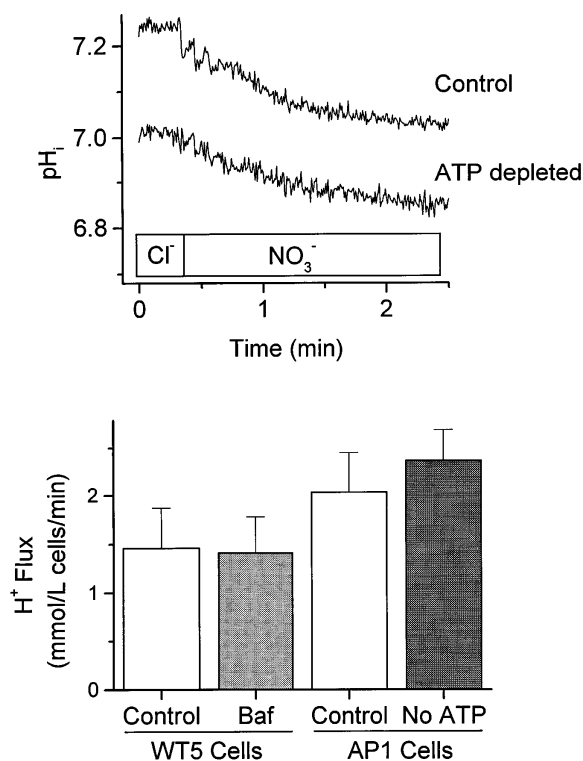 7.2
7.0
6.8
pHi
Control
ATP depleted
Cl-
NO3-
0
1
2
Time (min)
H+ Flux
(mmol/L cells/min)
2
1
0
Control
Baf
Control
No ATP
WT5 Cells
AP1 Cells